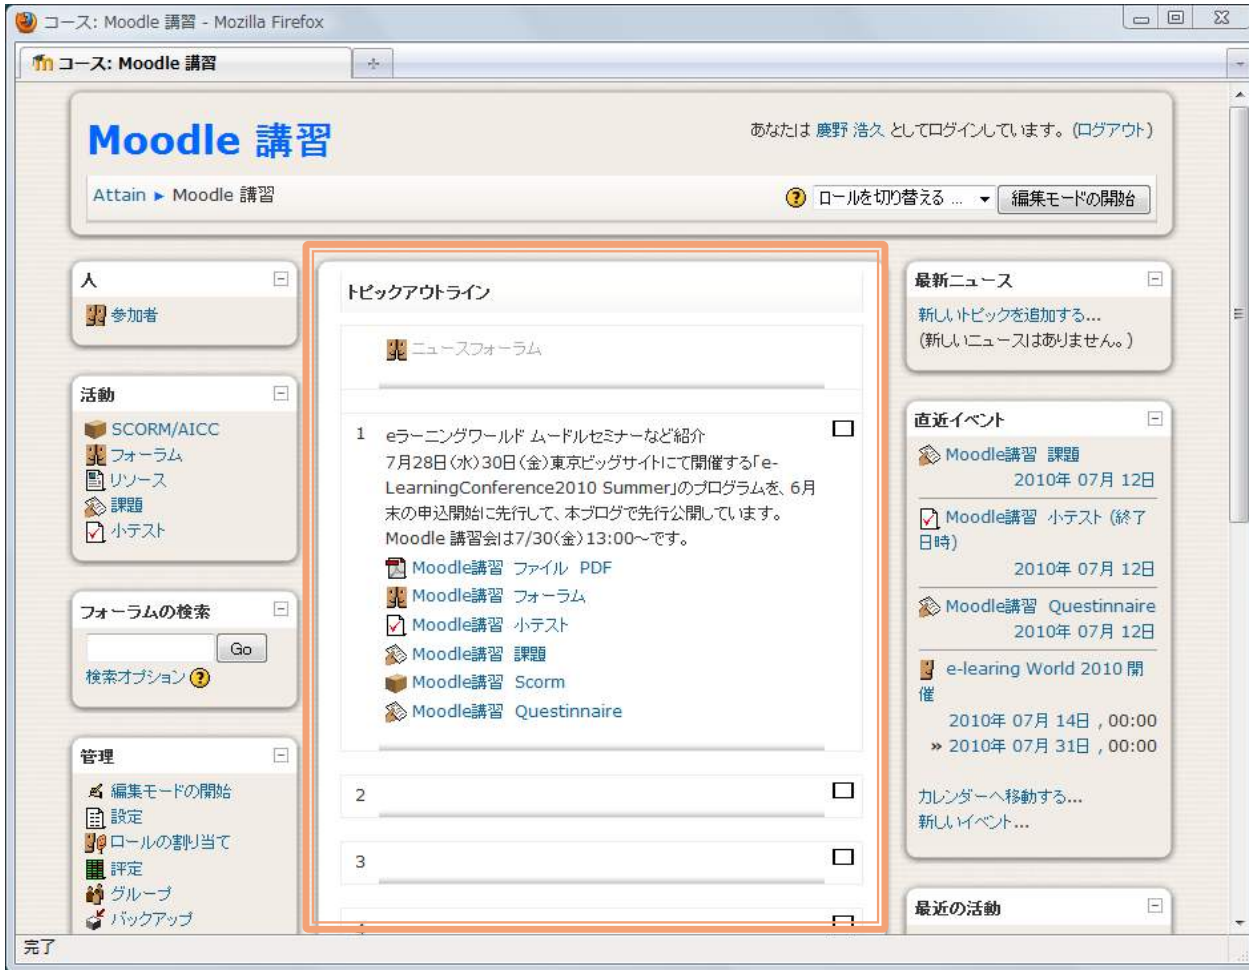 コース: Moodle 講習 - Mozilla Firefox
コース: Moodle 講習
Moodle 講習
あなたは 慶野 浩久 としてログインしています。(ログアウト)
Attain ► Moodle 講習
ロールを切り替える ...
編集モードの開始
人
参加者
活動
SCORM/AICC
フォーラム
リソース
課題
小テスト
フォーラムの検索
Go
検索オプション
管理
編集モードの開始
設定
ロールの割り当て
評定
グループ
バックアップ
トピックアウトライン
ニュースフォーラム
1
eラーニングワールド ムードルセミナーなど紹介
7月28日(水)30日(金)東京ビッグサイトにて開催する「e-
LearningConference2010 Summer」のプログラムを、6月
末の申込開始に先行して、本ブログで先行公開しています。
Moodle 講習会は7/30(金)13:00～です。
Moodle講習 ファイル PDF
Moodle講習 フォーラム
Moodle講習 小テスト
Moodle講習 課題
Moodle講習 Scorm
Moodle講習 Questinnaire
2
3
最新ニュース
新しいトピックを追加する...
(新しいニュースはありません。)
直近イベント
Moodle講習 課題
2010年 07月 12日
Moodle講習 小テスト (終了
日時)
2010年 07月 12日
Moodle講習 Questinnaire
2010年 07月 12日
e-learing World 2010 開
催
2010年 07月 14日 , 00:00
» 2010年 07月 31日 , 00:00
カレンダーへ移動する...
新しいイベント...
最近の活動
完了